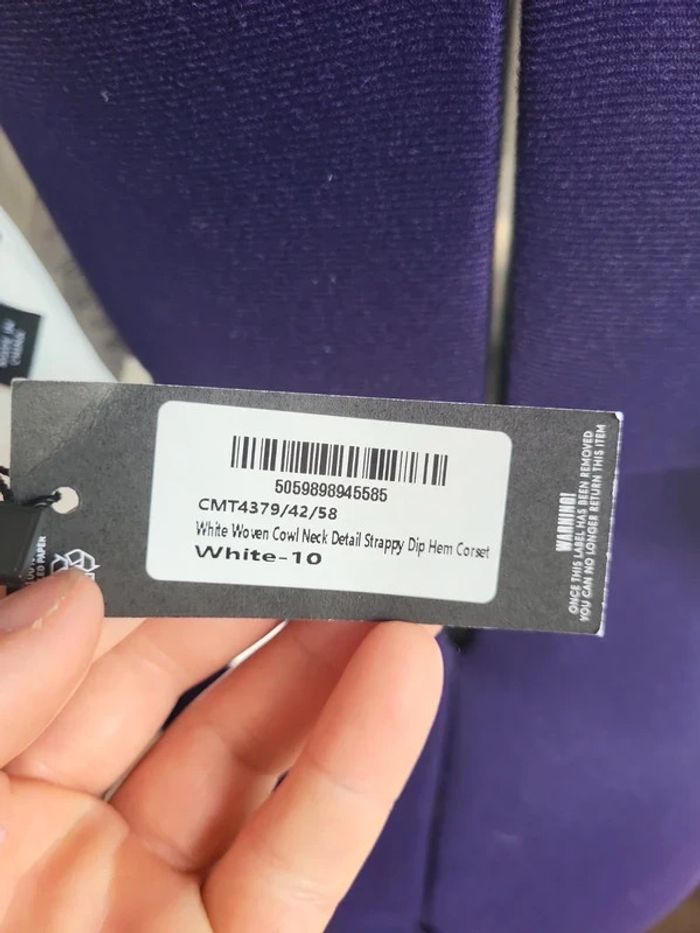 5059898945585
CMT4379/42/58
White Woven Cowl Neck Detail Strappy Dip Hem Corset
White-10
WARNING!
ONCE THIS LABEL HAS BEEN REMOVED
YOU CAN NO LONGER RETURN THIS ITEM
PAPER